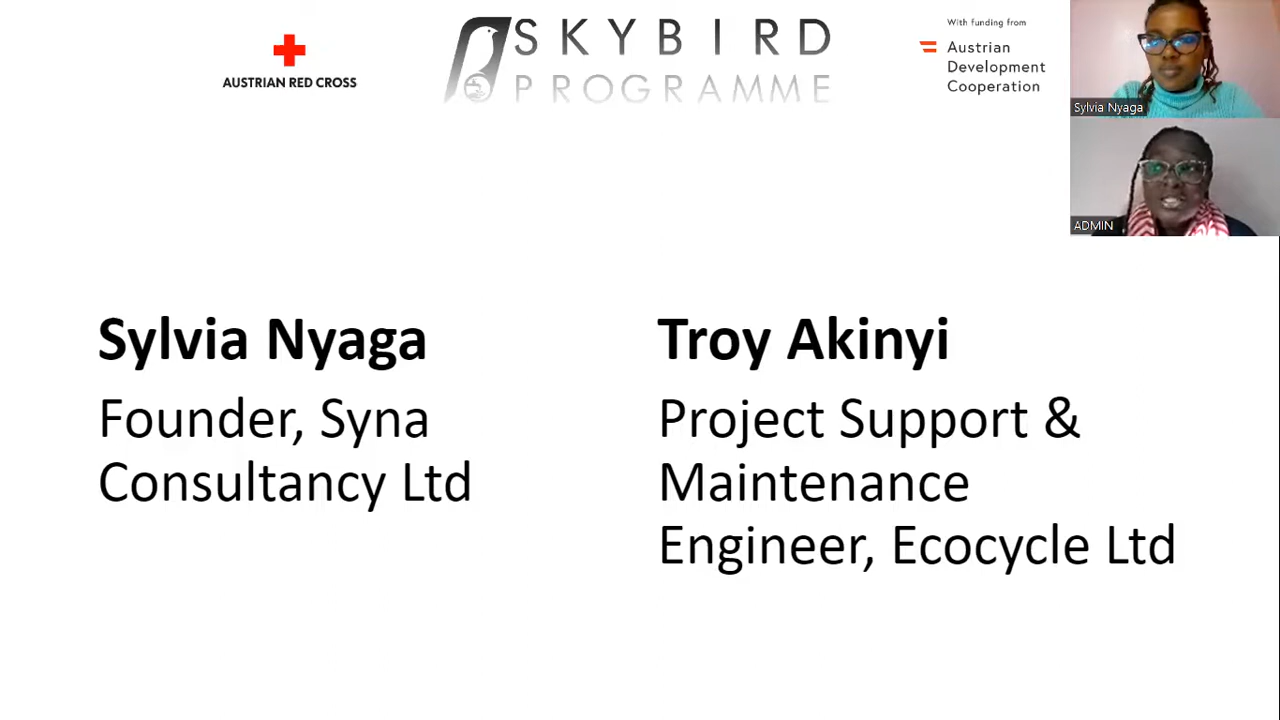 AUSTRIAN RED CROSS
SKYBIRD
PROGRAMME
With funding from
Austrian
Development
Cooperation
Sylvia Nyaga
ADMIN
Sylvia Nyaga
Founder, Syna
Consultancy Ltd
Troy Akinyi
Project Support &
Maintenance
Engineer, Ecocycle Ltd